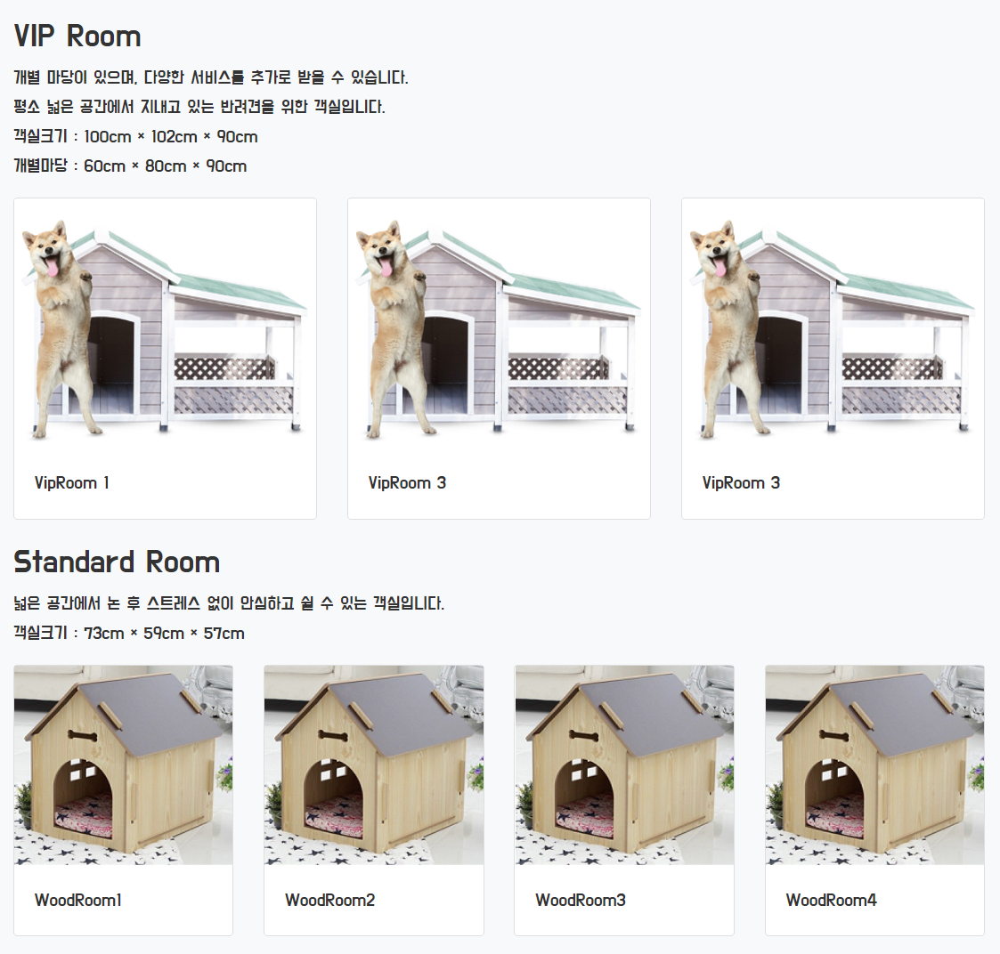 VIP Room
개별 마당이 있으며, 다양한 서비스를 추가로 받을 수 있습니다.
평소 넓은 공간에서 지내고 있는 반려견을 위한 객실입니다.
객실크기 : 100cm × 102cm × 90cm
개별마당 : 60cm × 80cm × 90cm
VipRoom 1
VipRoom 3
VipRoom 3
Standard Room
넓은 공간에서 논 후 스트레스 없이 안심하고 쉴 수 있는 객실입니다.
객실크기 : 73cm × 59cm × 57cm
WoodRoom1
WoodRoom2
WoodRoom3
WoodRoom4